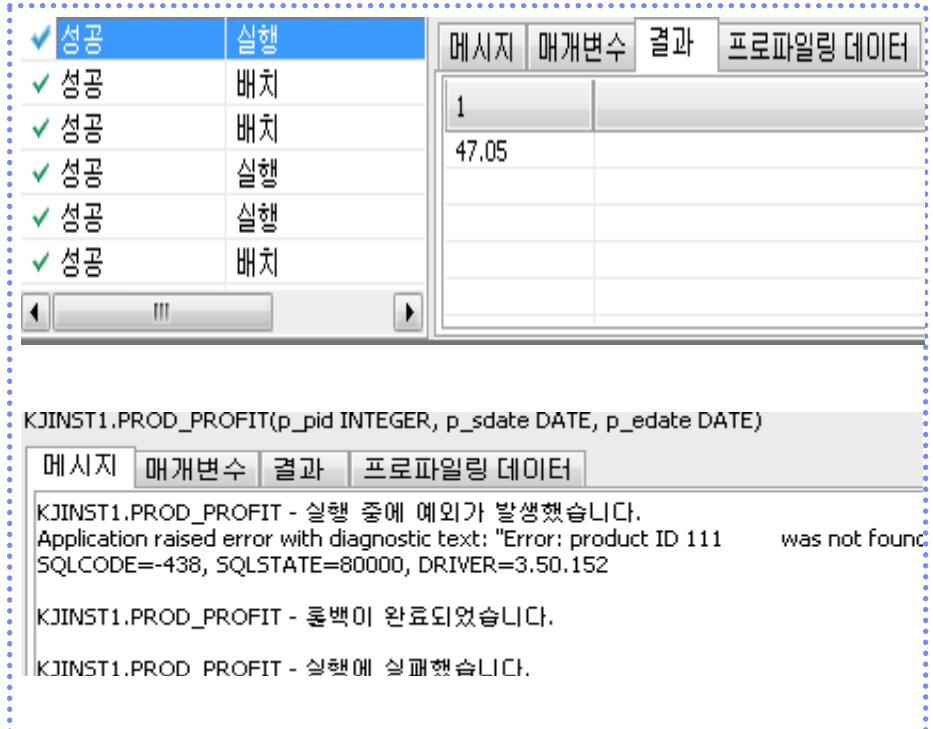 성공 실행
성공 배치
성공 배치
성공 실행
성공 실행
성공 배치
메시지 매개변수 결과 프로파일링 데이터
1
47.05
KJINST1.PROD_PROFIT(p_pid INTEGER, p_sdate DATE, p_edate DATE)
메시지 매개변수 결과 프로파일링 데이터
KJINST1.PROD_PROFIT - 실행 중에 예외가 발생했습니다.
Application raised error with diagnostic text: "Error: product ID 111 was not found
SQLCODE=-438, SQLSTATE=80000, DRIVER=3.50.152
KJINST1.PROD_PROFIT - 롤백이 완료되었습니다.
KJINST1.PROD_PROFIT - 실행에 실패했습니다.